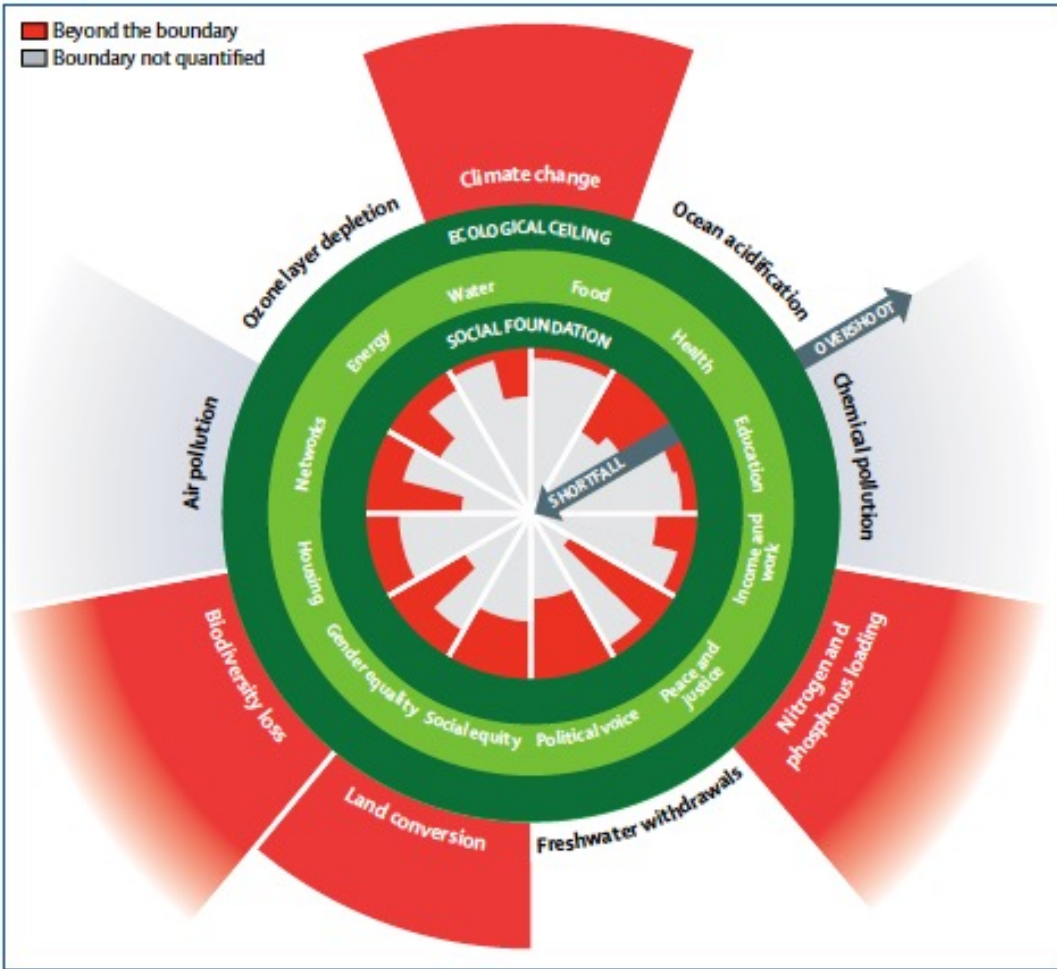 Beyond the boundary
Boundary not quantified
Climate change
Ozone layer depletion
Ocean acidification
ECOLOGICAL CEILING
Water
Food
Energy
SOCIAL FOUNDATION
Health
OVERSHOOT
Air pollution
Networks
SHORTFALL
Education
Chemical pollution
Housing
Income and
work
Biodiversity loss
Gender equality
Social equity
Political voice
Peace and
justice
Nitrogen and
phosphorus loading
Land conversion
Freshwater withdrawals